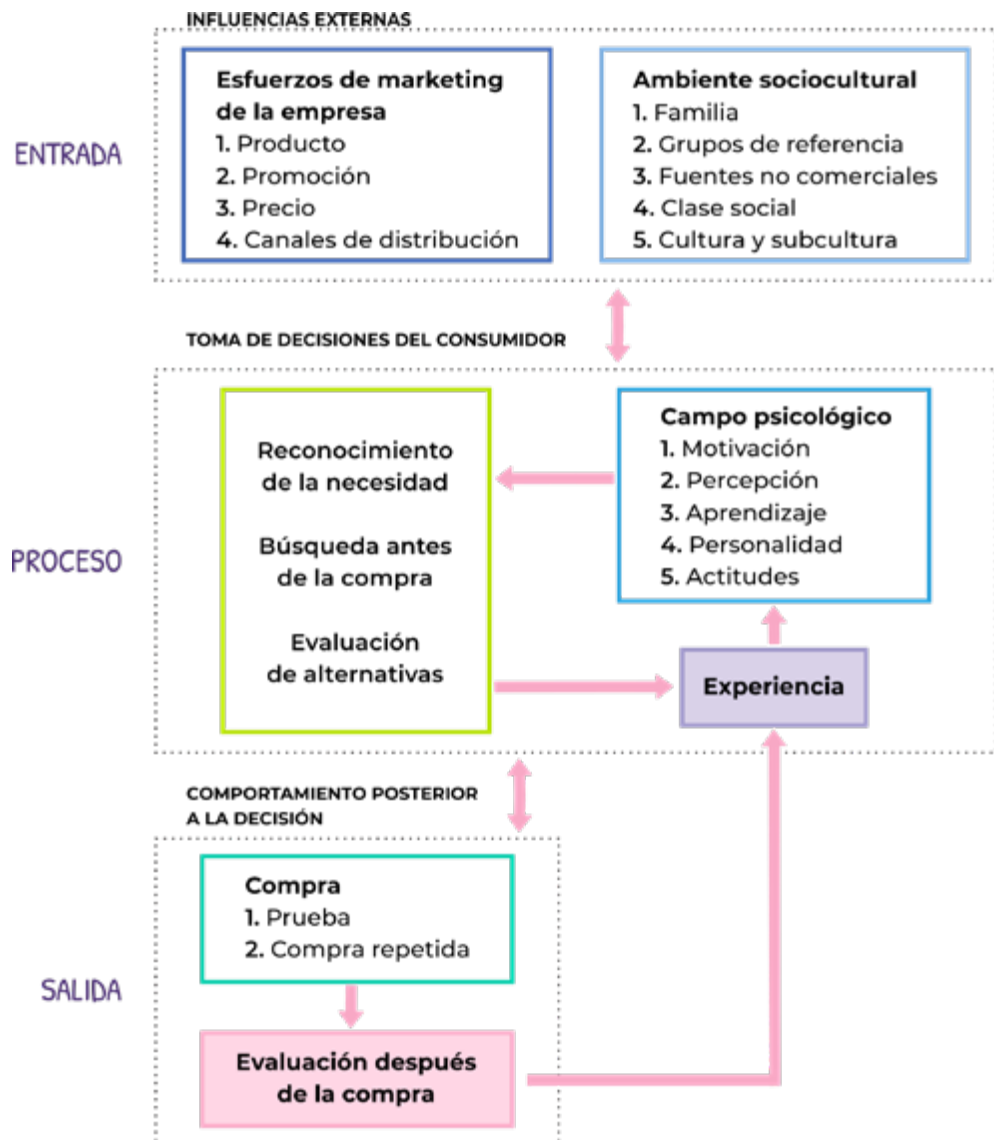 INFLUENCIAS EXTERNAS
ENTRADA
Esfuerzos de marketing
de la empresa
1. Producto
2. Promoción
3. Precio
4. Canales de distribución
Ambiente sociocultural
1. Familia
2. Grupos de referencia
3. Fuentes no comerciales
4. Clase social
5. Cultura y subcultura
TOMA DE DECISIONES DEL CONSUMIDOR
PROCESO
Reconocimiento
de la necesidad
Búsqueda antes
de la compra
Evaluación
de alternativas
Campo psicológico
1. Motivación
2. Percepción
3. Aprendizaje
4. Personalidad
5. Actitudes
Experiencia
COMPORTAMIENTO POSTERIOR
A LA DECISIÓN
SALIDA
Compra
1. Prueba
2. Compra repetida
Evaluación después
de la compra